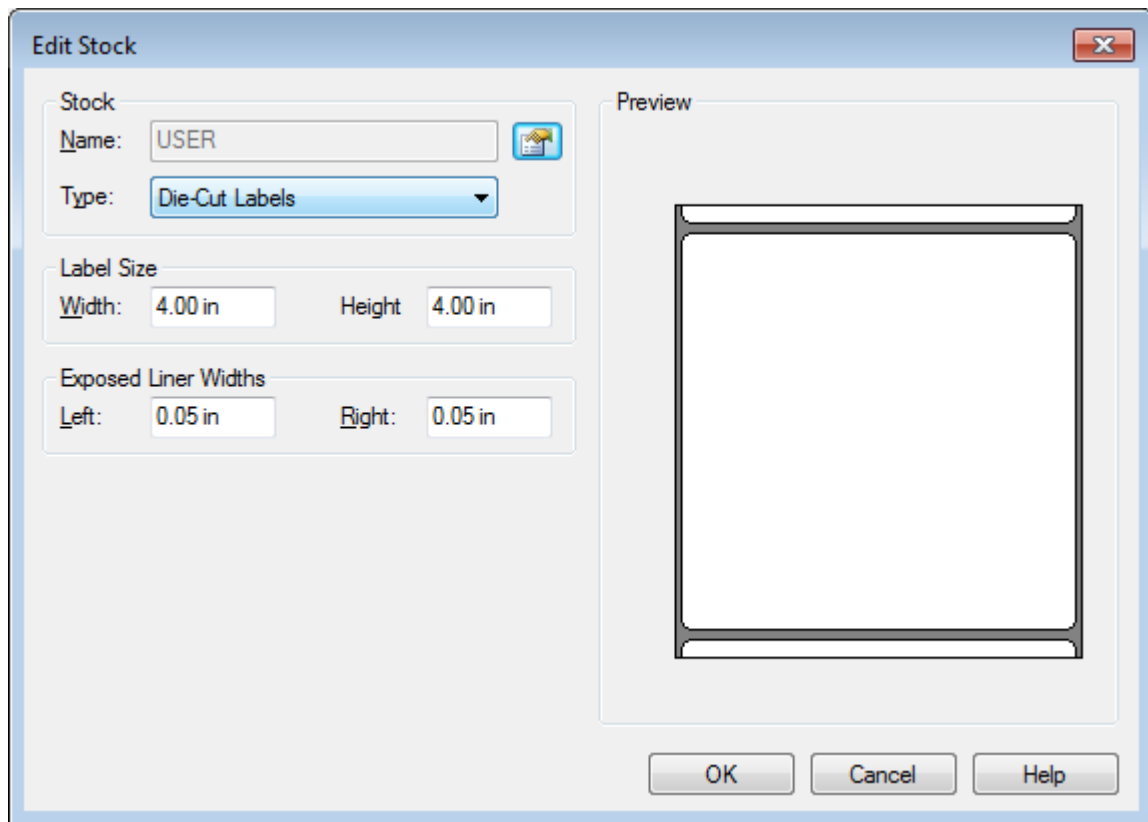 Edit Stock
Stock
Name: USER
Type: Die-Cut Labels
Label Size
Width: 4.00 in Height 4.00 in
Exposed Liner Widths
Left: 0.05 in Right: 0.05 in
Preview
OK Cancel Help